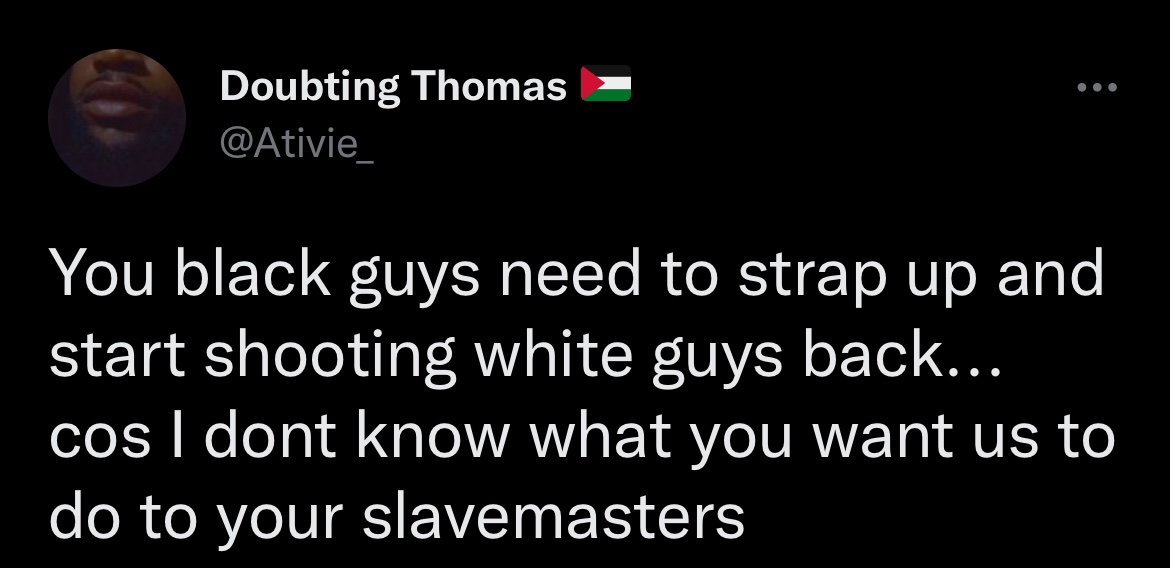 Doubting Thomas 🇵🇸
@Ativie_
You black guys need to strap up and
start shooting white guys back...
cos I dont know what you want us to
do to your slavemasters